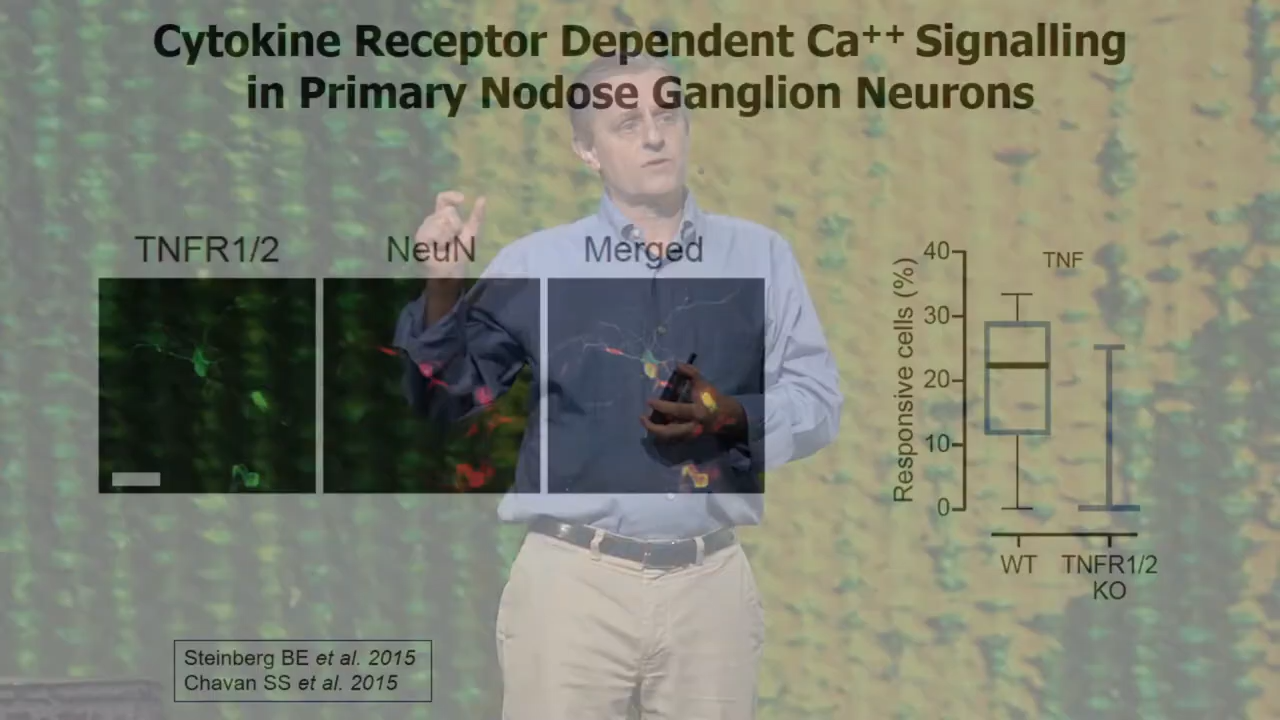 Cytokine Receptor Dependent Ca++ Signalling
in Primary Nodose Ganglion Neurons
TNFR1/2
NeuN
Merged
40
TNF
30
20
10
0
Responsive cells (%)
WT
TNFR1/2
KO
Steinberg BE et al. 2015
Chavan SS et al. 2015